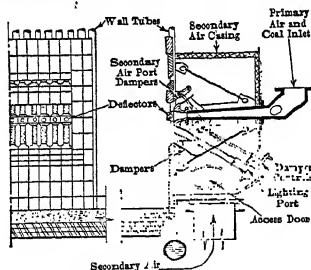 Wall Tubes
Secondary
Air Casing
Primary
Air and
Coal Inlet
Secondary
Air Port
Dampers
Deflectors
Dampers
Lighting
Port
Access Door
Secondary Air